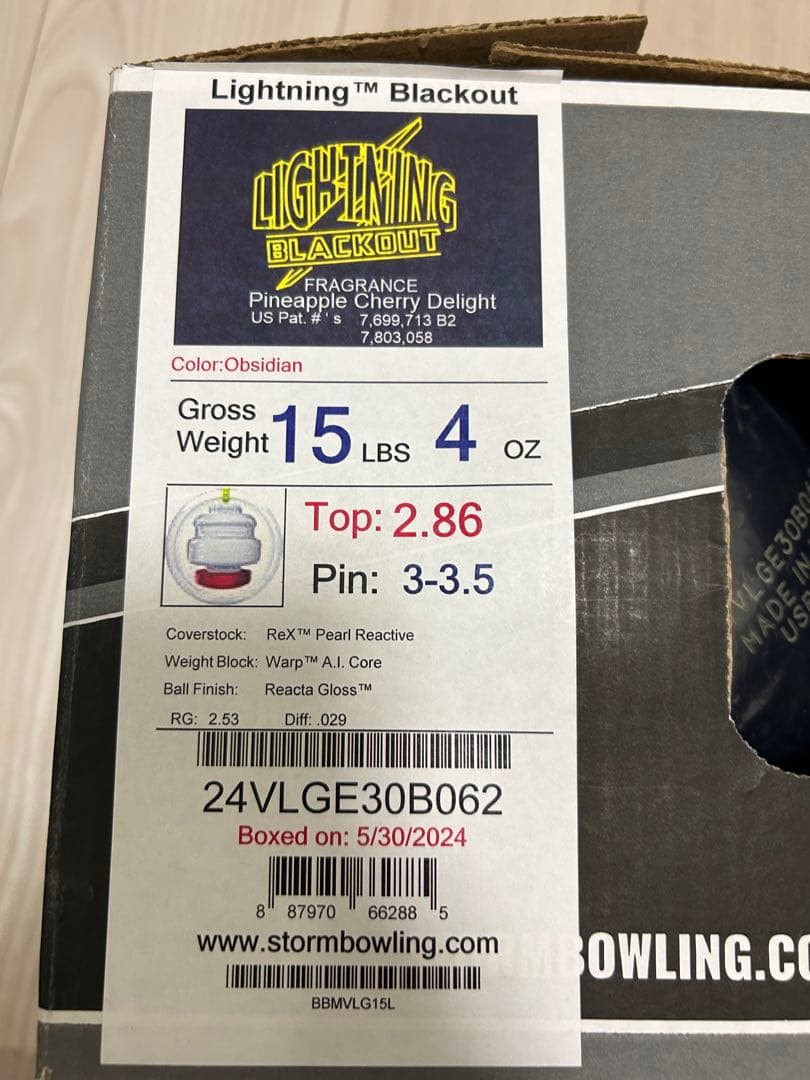 Lightning™ Blackout
LIGHTNING
BLACKOUT
FRAGRANCE
Pineapple Cherry Delight
US Pat. #'s 7,699,713 B2
7,803,058
Color:Obsidian
Gross Weight 15 LBS 4 OZ
Top: 2.86
Pin: 3-3.5
Coverstock: ReX™ Pearl Reactive
Weight Block: Warp™ A.I. Core
Ball Finish: Reacta Gloss™
RG: 2.53 Diff: .029
24VLGE30B062
Boxed on: 5/30/2024
8 87970 66288 5
www.stormbowling.com
BBMVLG15L
MBOWLING.CO
VLGE30B
MADE IN
US